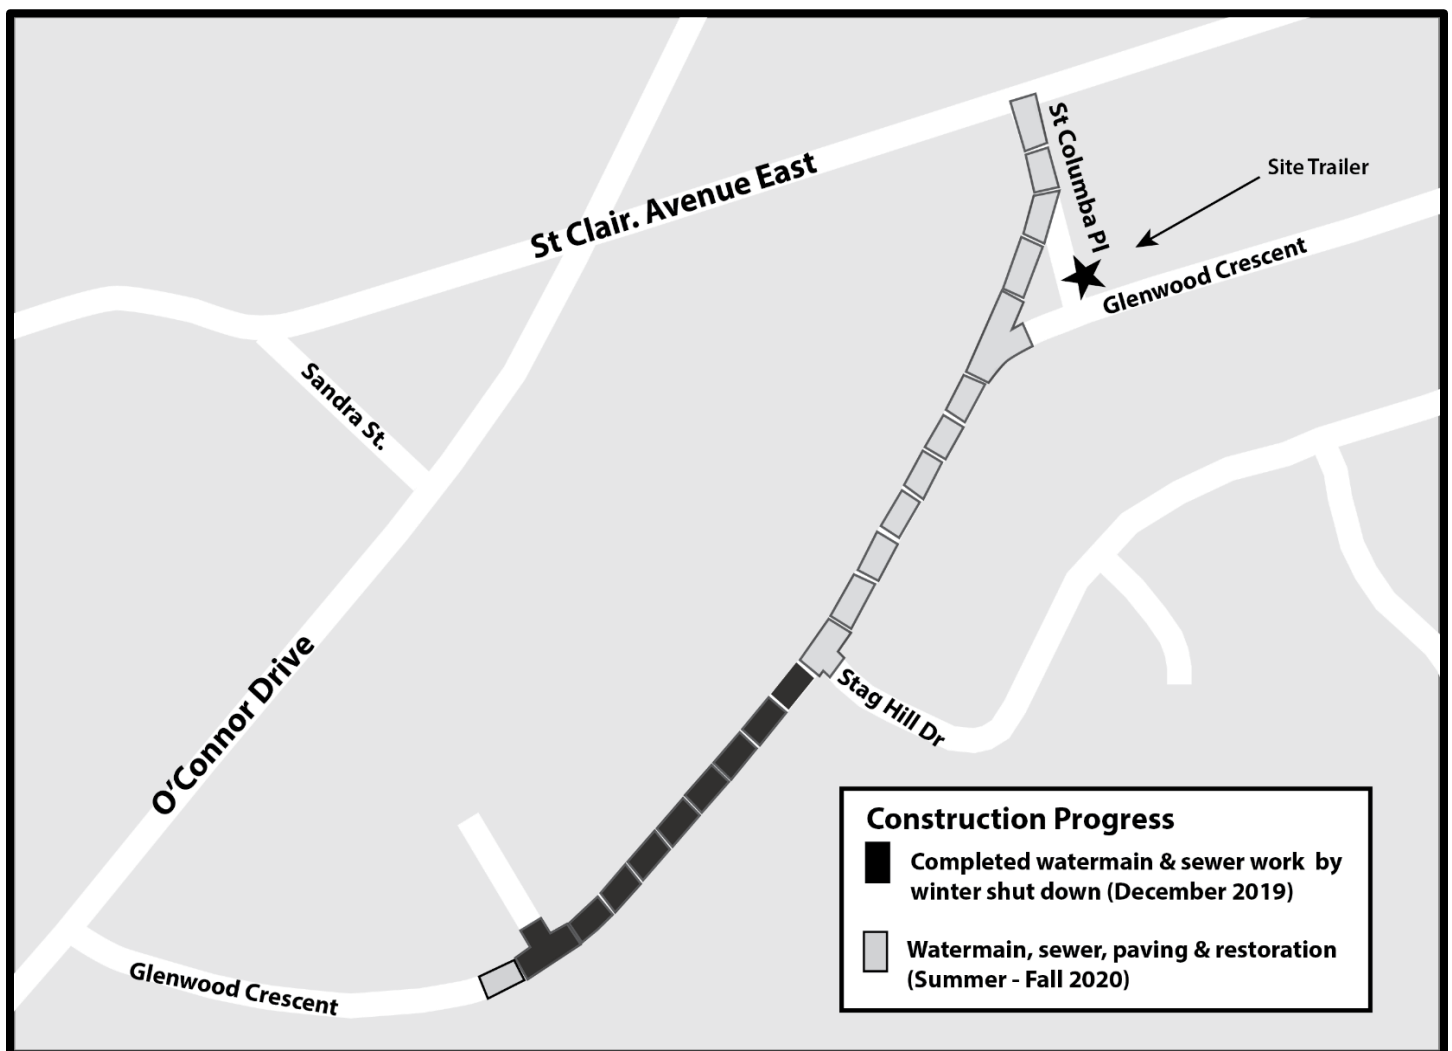 St Columba Pl
Site Trailer
St Clair. Avenue East
Glenwood Crescent
Sandra St.
O'Connor Drive
Stag Hill Dr
Glenwood Crescent
Construction Progress
Completed watermain & sewer work by
winter shut down (December 2019)
Watermain, sewer, paving & restoration
(Summer - Fall 2020)